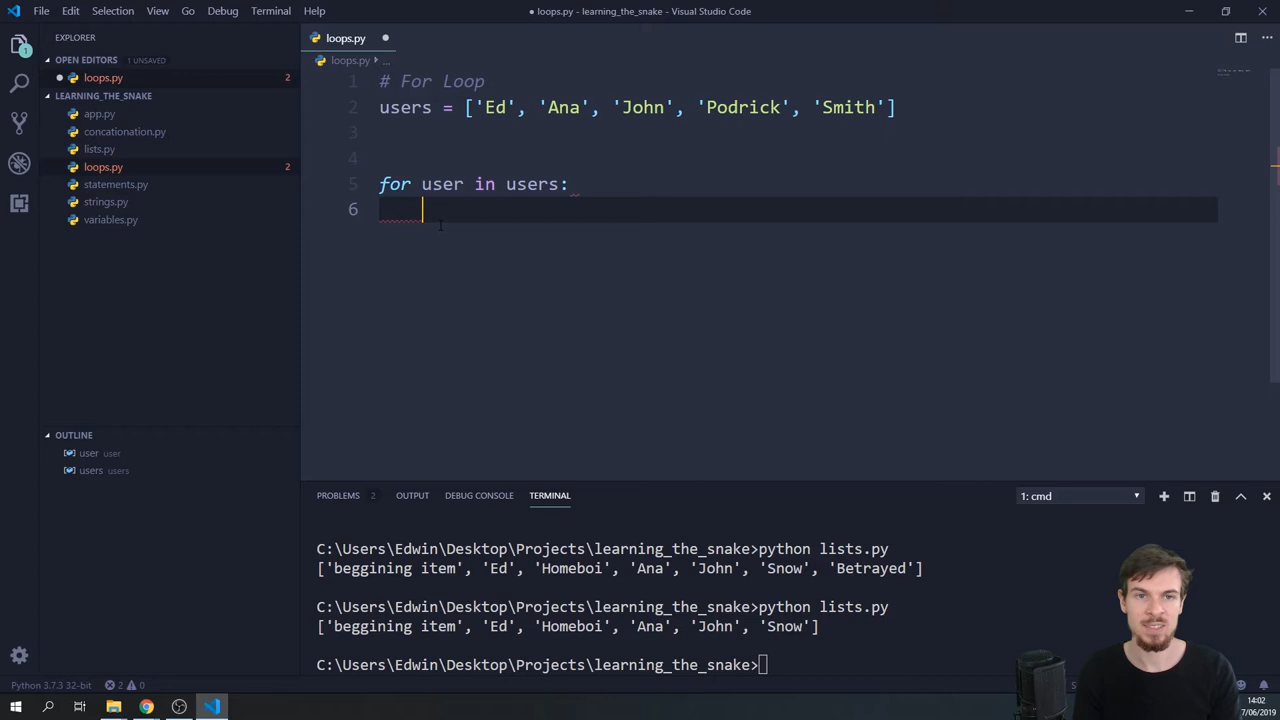 File Edit Selection View Go Debug Terminal Help
● loops.py - learning_the_snake - Visual Studio Code
EXPLORER
OPEN EDITORS 1 UNSAVED
loops.py 2
LEARNING_THE_SNAKE
app.py
concationation.py
lists.py
loops.py 2
statements.py
strings.py
variables.py
OUTLINE
user user
users users
loops.py
loops.py ...
1 # For Loop
2 users = ['Ed', 'Ana', 'John', 'Podrick', 'Smith']
3
4
5 for user in users:
6
PROBLEMS 2 OUTPUT DEBUG CONSOLE TERMINAL
1: cmd
C:\Users\Edwin\Desktop\Projects\learning_the_snake>python lists.py
['beggining item', 'Ed', 'Homeboi', 'Ana', 'John', 'Snow', 'Betrayed']
C:\Users\Edwin\Desktop\Projects\learning_the_snake>python lists.py
['beggining item', 'Ed', 'Homeboi', 'Ana', 'John', 'Snow']
C:\Users\Edwin\Desktop\Projects\learning_the_snake>
Python 3.7.3 32-bit 2 0
14:02
7/06/2019